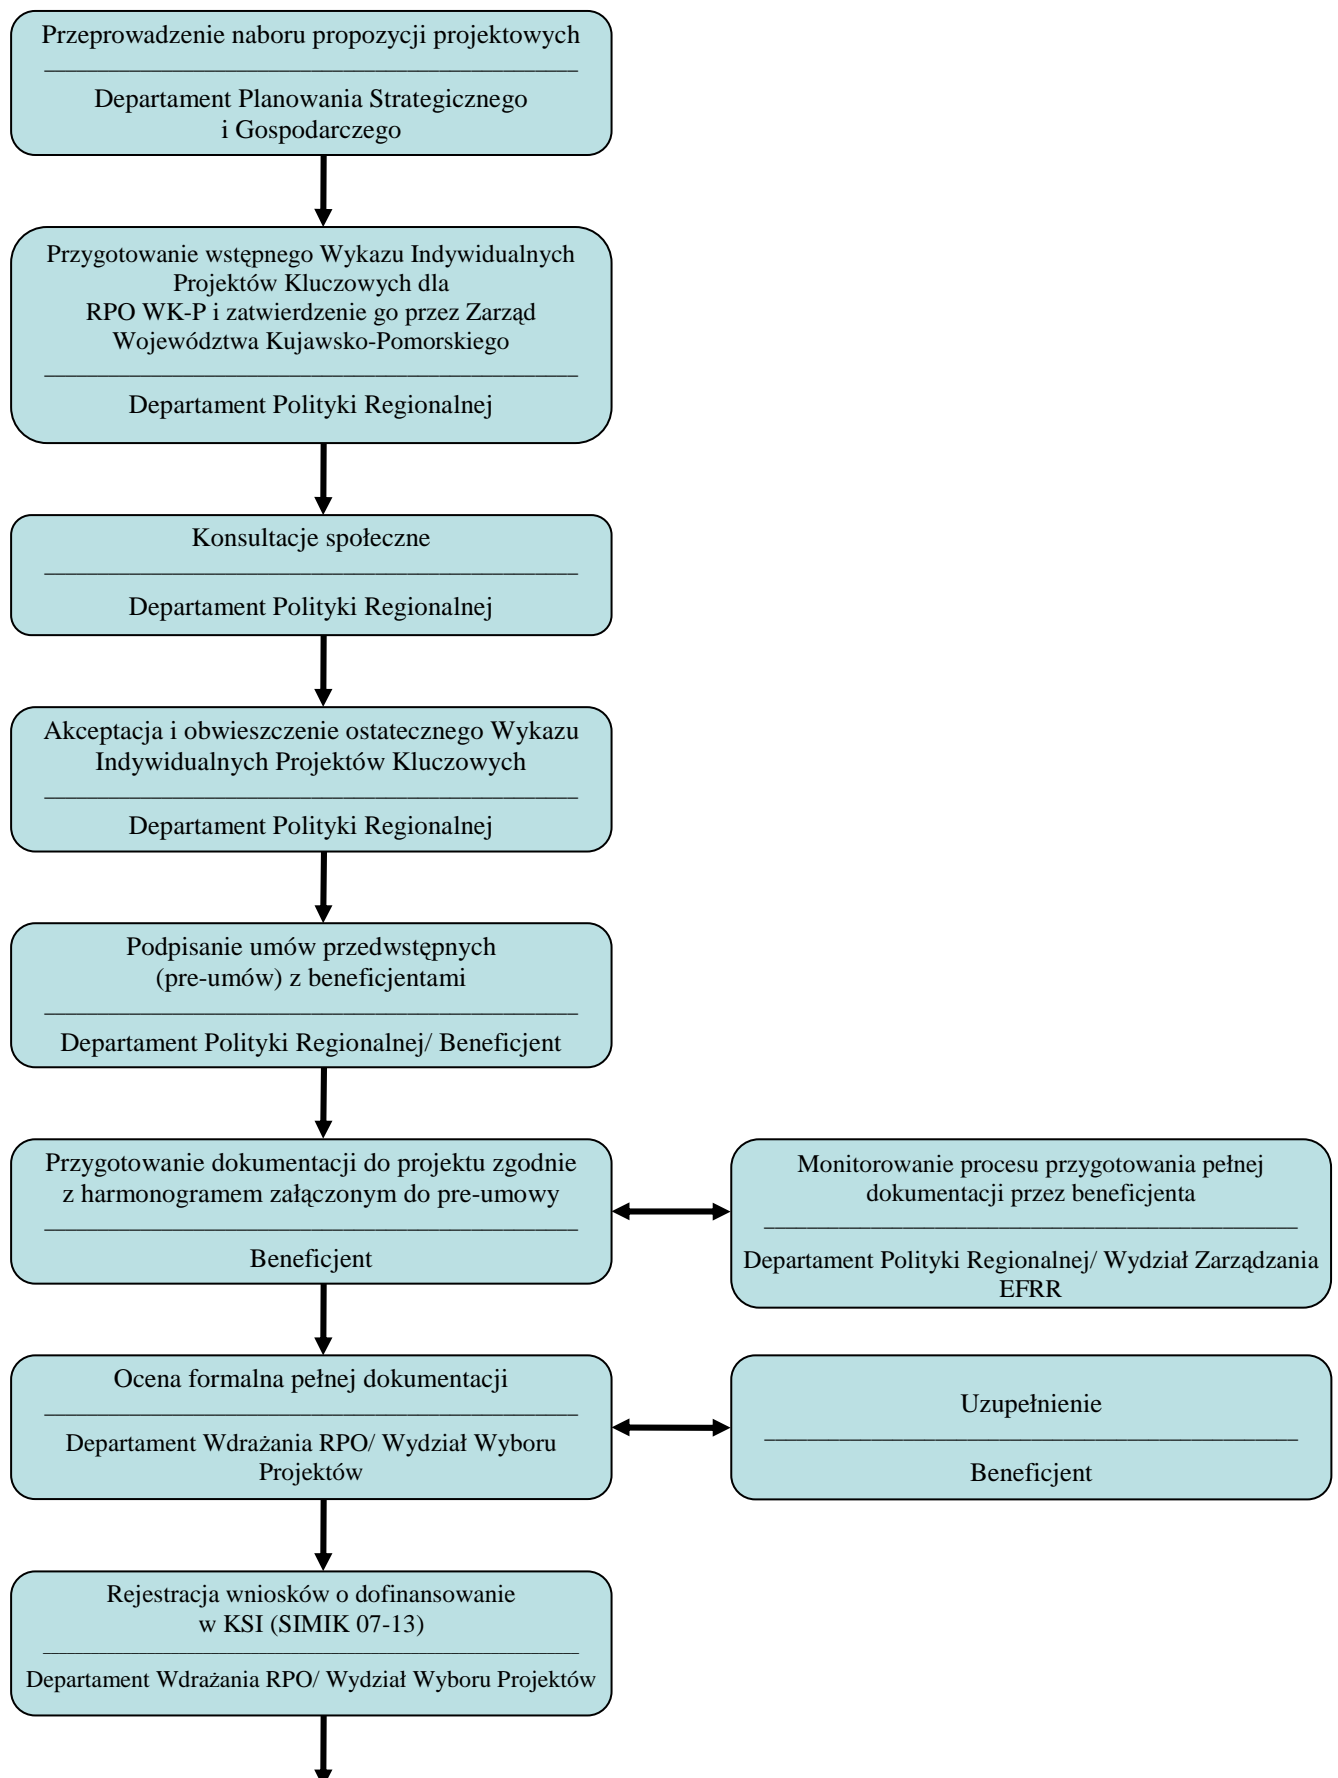 Przeprowadzenie naboru propozycji projektowych
Departament Planowania Strategicznego
i Gospodarczego
Przygotowanie wstępnego Wykazu Indywidualnych
Projektów Kluczowych dla
RPO WK-P i zatwierdzenie go przez Zarząd
Województwa Kujawsko-Pomorskiego
Departament Polityki Regionalnej
Konsultacje społeczne
Departament Polityki Regionalnej
Akceptacja i obwieszczenie ostatecznego Wykazu
Indywidualnych Projektów Kluczowych
Departament Polityki Regionalnej
Podpisanie umów przedwstępnych
(pre-umów) z beneficjentami
Departament Polityki Regionalnej/ Beneficjent
Przygotowanie dokumentacji do projektu zgodnie
z harmonogramem załączonym do pre-umowy
Beneficjent
Monitorowanie procesu przygotowania pełnej
dokumentacji przez beneficjenta
Departament Polityki Regionalnej/ Wydział Zarządzania
EFRR
Ocena formalna pełnej dokumentacji
Departament Wdrażania RPO/ Wydział Wyboru
Projektów
Uzupełnienie
Beneficjent
Rejestracja wniosków o dofinansowanie
w KSI (SIMIK 07-13)
Departament Wdrażania RPO/ Wydział Wyboru Projektów